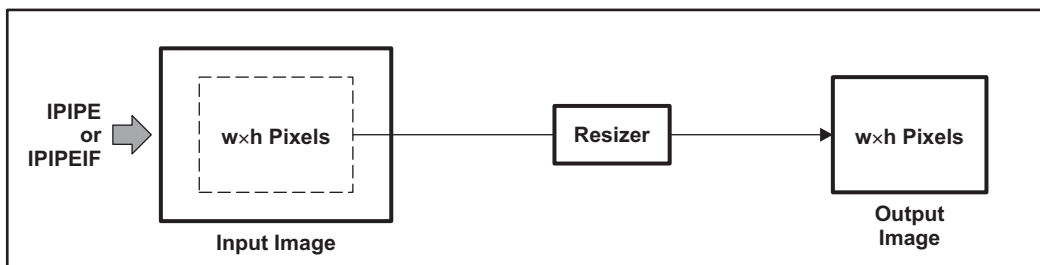 IPIPE
or
IPIPEIF
w×h Pixels
Input Image
Resizer
w×h Pixels
Output
Image